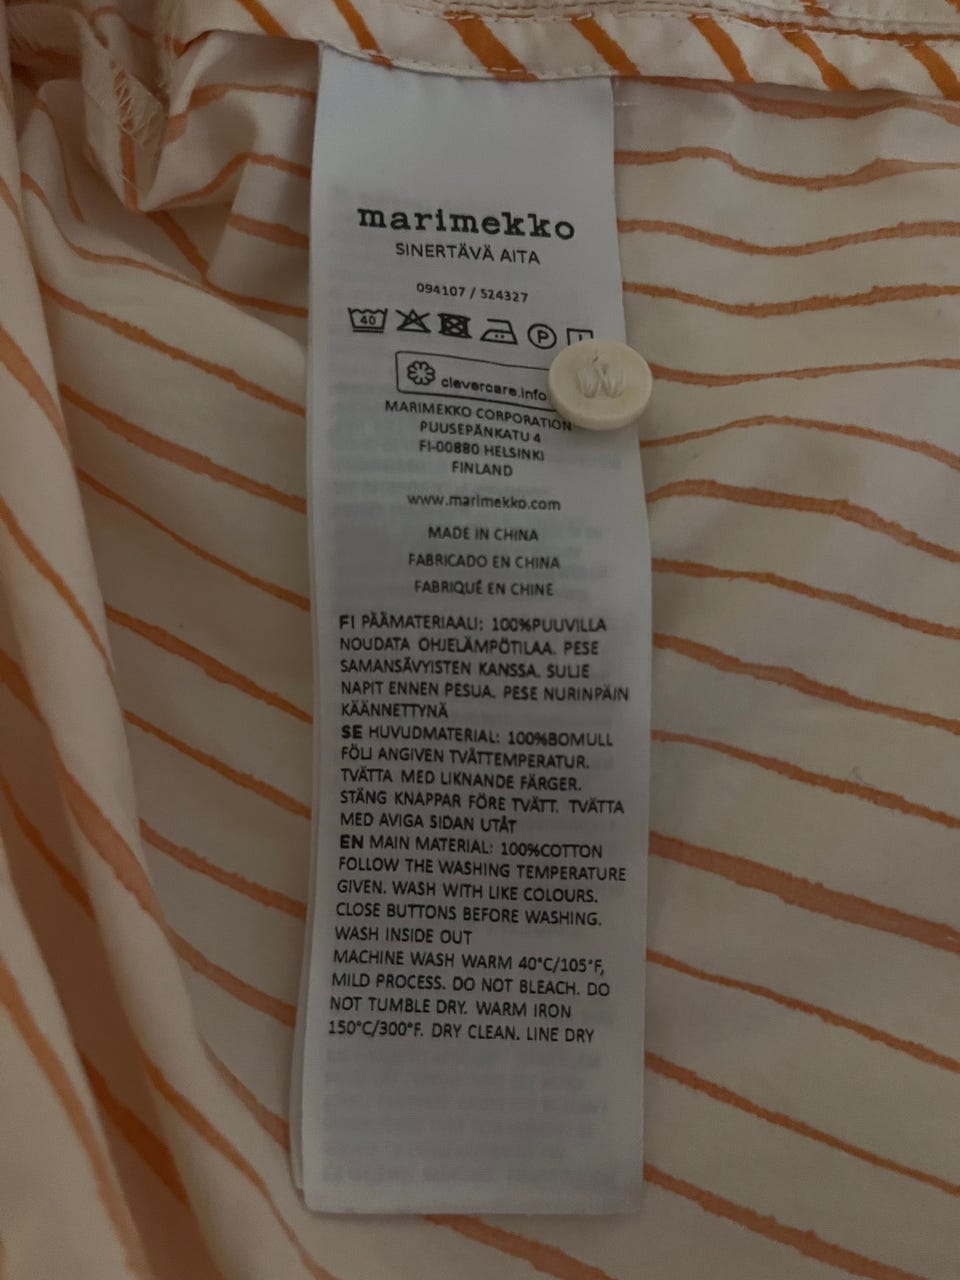 marimekko
SINERTÄVÄ AITA
094107 / 524327
40 P
clevercare.info
MARIMEKKO CORPORATION
PUUSEPÄNKATU 4
FI-00880 HELSINKI
FINLAND
www.marimekko.com
MADE IN CHINA
FABRICADO EN CHINA
FABRIQUÉ EN CHINE
FI PÄÄMATERIAALI: 100%PUUVILLA
NOUDATA OHJELÄMPÖTILAA. PESE
SAMANSÄVYISTEN KANSSA. SULJE
NAPIT ENNEN PESUA. PESE NURINPÄIN
KÄÄNNETTYNÄ
SE HUVUDMATERIAL: 100%BOMULL
FÖLJ ANGIVEN TVÄTTEMPERATUR.
TVÄTTA MED LIKNANDE FÄRGER.
STÄNG KNAPPAR FÖRE TVÄTT. TVÄTTA
MED AVIGA SIDAN UTÅT
EN MAIN MATERIAL: 100%COTTON
FOLLOW THE WASHING TEMPERATURE
GIVEN. WASH WITH LIKE COLOURS.
CLOSE BUTTONS BEFORE WASHING.
WASH INSIDE OUT
MACHINE WASH WARM 40°C/105°F,
MILD PROCESS. DO NOT BLEACH. DO
NOT TUMBLE DRY. WARM IRON
150°C/300°F. DRY CLEAN. LINE DRY